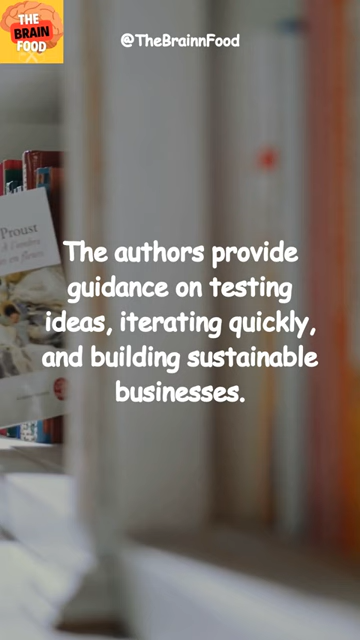 THE
BRAIN
FOOD
@TheBrainnFood
Proust
The authors provide
guidance on testing
ideas, iterating quickly,
and building sustainable
businesses.